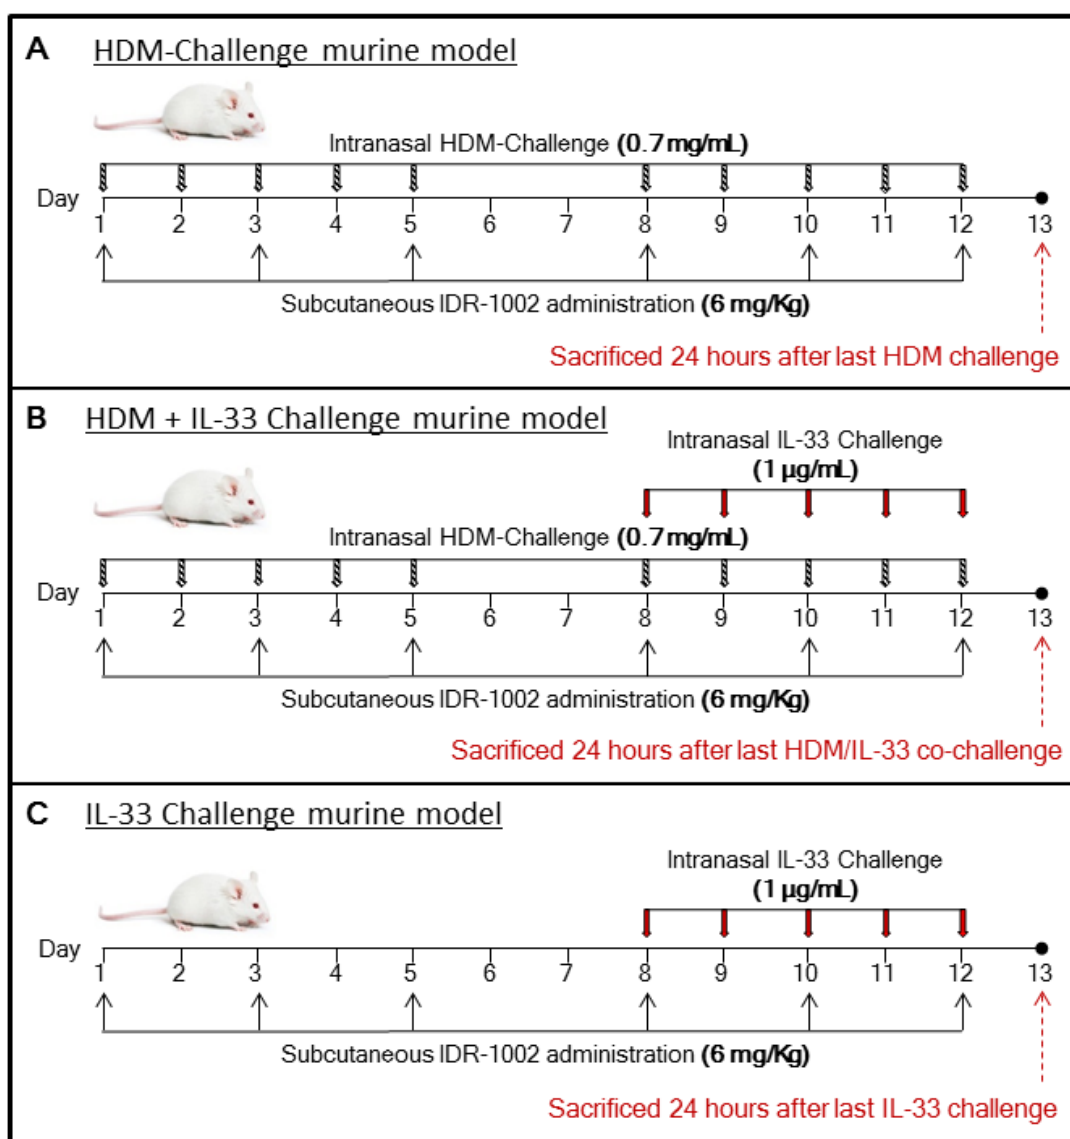 A HDM-Challenge murine model
Intranasal HDM-Challenge (0.7 mg/mL)
Day
1 2 3 4 5 6 7 8 9 10 11 12 13
Subcutaneous IDR-1002 administration (6 mg/Kg)
Sacrificed 24 hours after last HDM challenge
B HDM + IL-33 Challenge murine model
Intranasal IL-33 Challenge
(1 µg/mL)
Intranasal HDM-Challenge (0.7 mg/mL)
Day
1 2 3 4 5 6 7 8 9 10 11 12 13
Subcutaneous IDR-1002 administration (6 mg/Kg)
Sacrificed 24 hours after last HDM/IL-33 co-challenge
C IL-33 Challenge murine model
Intranasal IL-33 Challenge
(1 µg/mL)
Day
1 2 3 4 5 6 7 8 9 10 11 12 13
Subcutaneous IDR-1002 administration (6 mg/Kg)
Sacrificed 24 hours after last IL-33 challenge